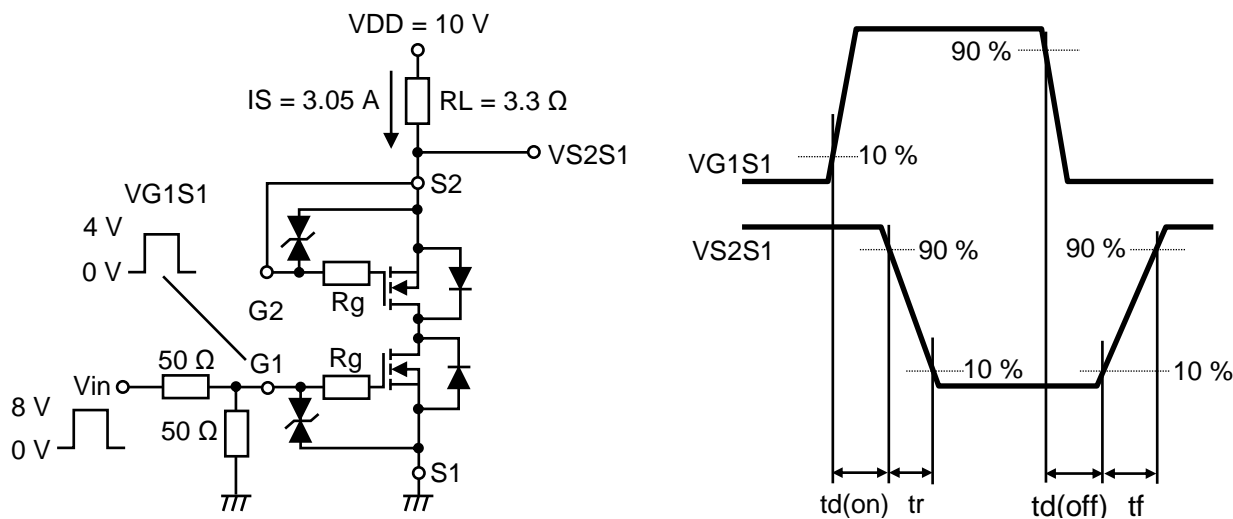 VDD = 10 V
IS = 3.05 A
RL = 3.3 Ω
VS2S1
S2
VG1S1
4 V
0 V
G2
Rg
G1
Rg
50 Ω
Vin
8 V
0 V
50 Ω
S1
90 %
VG1S1
10 %
VS2S1
90 %
90 %
10 %
10 %
td(on)
tr
td(off)
tf